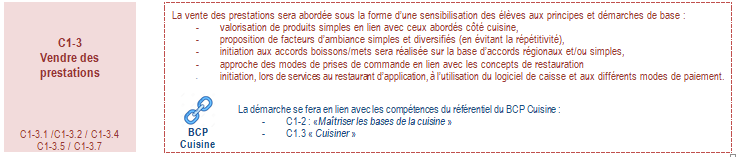 C1-3
Vendre des
prestations
C1-3.1 /C1-3.2 / C1-3.4
C1-3.5 / C1-3.7
La vente des prestations sera abordée sous la forme d'une sensibilisation des élèves aux principes et démarches de base :
- valorisation de produits simples en lien avec ceux abordés côté cuisine,
- proposition de facteurs d'ambiance simples et diversifiés (en évitant la répétitivité),
- initiation aux accords boissons/mets sera réalisée sur la base d'accords régionaux et/ou simples,
- approche des modes de prises de commande en lien avec les concepts de restauration
- initiation, lors de services au restaurant d'application, à l'utilisation du logiciel de caisse et aux différents modes de paiement.
BCP
Cuisine
La démarche se fera en lien avec les compétences du référentiel du BCP Cuisine :
- C1-2 : «Maîtriser les bases de la cuisine »
- C1.3 « Cuisiner »